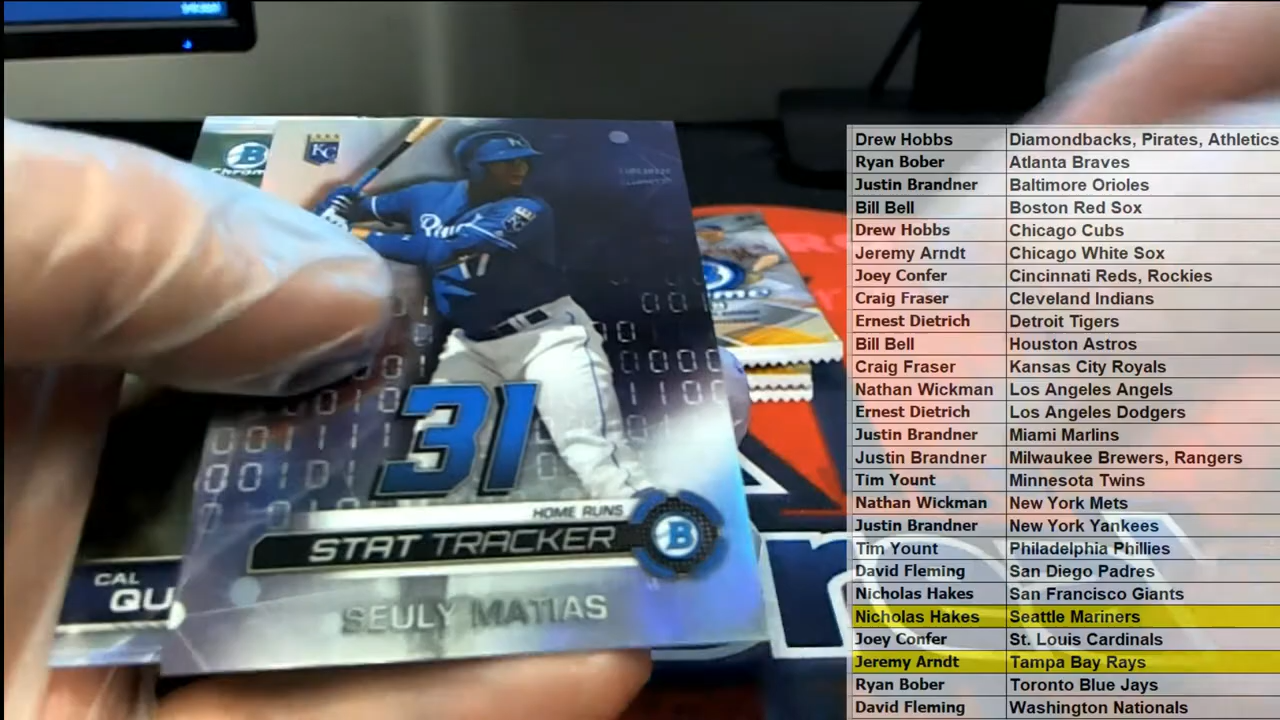 B
Chrome
KC
Royals
17
31
HOME RUNS
STAT TRACKER
B
SEULY MATIAS
CAL
QU
Drew Hobbs Diamondbacks, Pirates, Athletics
Ryan Bober Atlanta Braves
Justin Brandner Baltimore Orioles
Bill Bell Boston Red Sox
Drew Hobbs Chicago Cubs
Jeremy Arndt Chicago White Sox
Joey Confer Cincinnati Reds, Rockies
Craig Fraser Cleveland Indians
Ernest Dietrich Detroit Tigers
Bill Bell Houston Astros
Craig Fraser Kansas City Royals
Nathan Wickman Los Angeles Angels
Ernest Dietrich Los Angeles Dodgers
Justin Brandner Miami Marlins
Justin Brandner Milwaukee Brewers, Rangers
Tim Yount Minnesota Twins
Nathan Wickman New York Mets
Justin Brandner New York Yankees
Tim Yount Philadelphia Phillies
David Fleming San Diego Padres
Nicholas Hakes San Francisco Giants
Nicholas Hakes Seattle Mariners
Joey Confer St. Louis Cardinals
Jeremy Arndt Tampa Bay Rays
Ryan Bober Toronto Blue Jays
David Fleming Washington Nationals